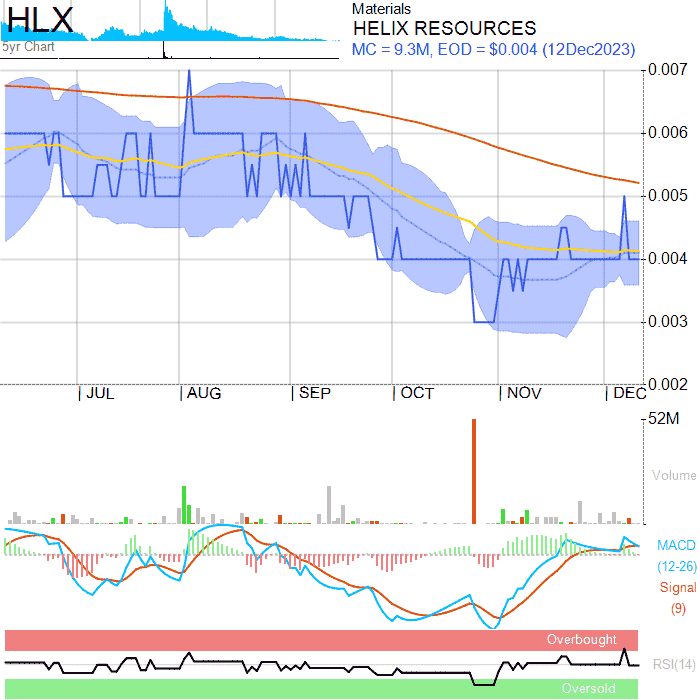 HLX
5yr Chart
Materials
HELIX RESOURCES
MC = 9.3M, EOD = $0.004 (12Dec2023)
0.007
0.006
0.005
0.004
0.003
0.002
JUL
AUG
SEP
OCT
NOV
DEC
52M
Volume
MACD
(12-26)
Signal
(9)
Overbought
RSI(14)
Oversold